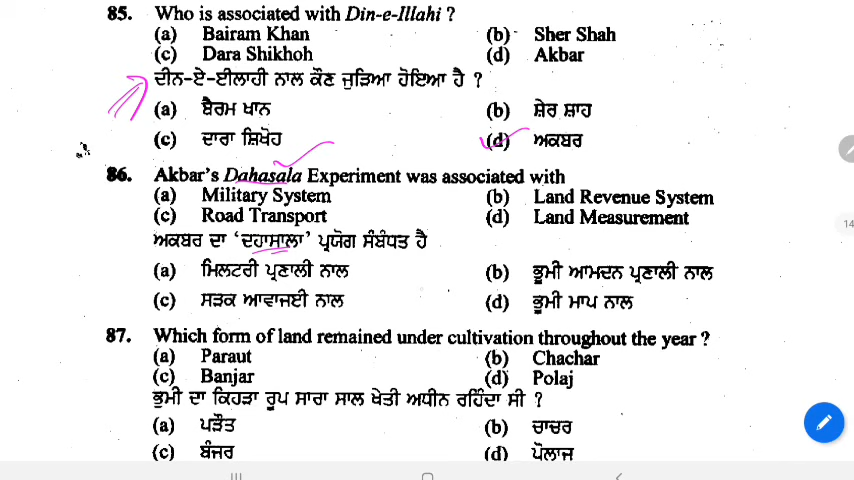 85. Who is associated with Din-e-Illahi ?
(a) Bairam Khan (b) Sher Shah
(c) Dara Shikhoh (d) Akbar
ਦੀਨ-ਏ-ਈਲਾਹੀ ਨਾਲ ਕੌਣ ਜੁੜਿਆ ਹੋਇਆ ਹੈ ?
(a) ਬੈਰਮ ਖਾਨ (b) ਸ਼ੇਰ ਸ਼ਾਹ
(c) ਦਾਰਾ ਸ਼ਿਖੋਹ (d) ਅਕਬਰ
86. Akbar's Dahasala Experiment was associated with
(a) Military System (b) Land Revenue System
(c) Road Transport (d) Land Measurement
ਅਕਬਰ ਦਾ ‘ਦਹਾਸਾਲਾ’ ਪ੍ਰਯੋਗ ਸੰਬੰਧਤ ਹੈ
(a) ਮਿਲਟਰੀ ਪ੍ਰਣਾਲੀ ਨਾਲ (b) ਭੂਮੀ ਆਮਦਨ ਪ੍ਰਣਾਲੀ ਨਾਲ
(c) ਸੜਕ ਆਵਾਜਾਈ ਨਾਲ (d) ਭੂਮੀ ਮਾਪ ਨਾਲ
87. Which form of land remained under cultivation throughout the year ?
(a) Paraut (b) Chachar
(c) Banjar (d) Polaj
ਭੂਮੀ ਦਾ ਕਿਹੜਾ ਰੂਪ ਸਾਰਾ ਸਾਲ ਖੇਤੀ ਅਧੀਨ ਰਹਿੰਦਾ ਸੀ ?
(a) ਪੜੌਤ (b) ਚਾਚਰ
(c) ਬੰਜਰ (d) ਪੋਲਾਜ
14